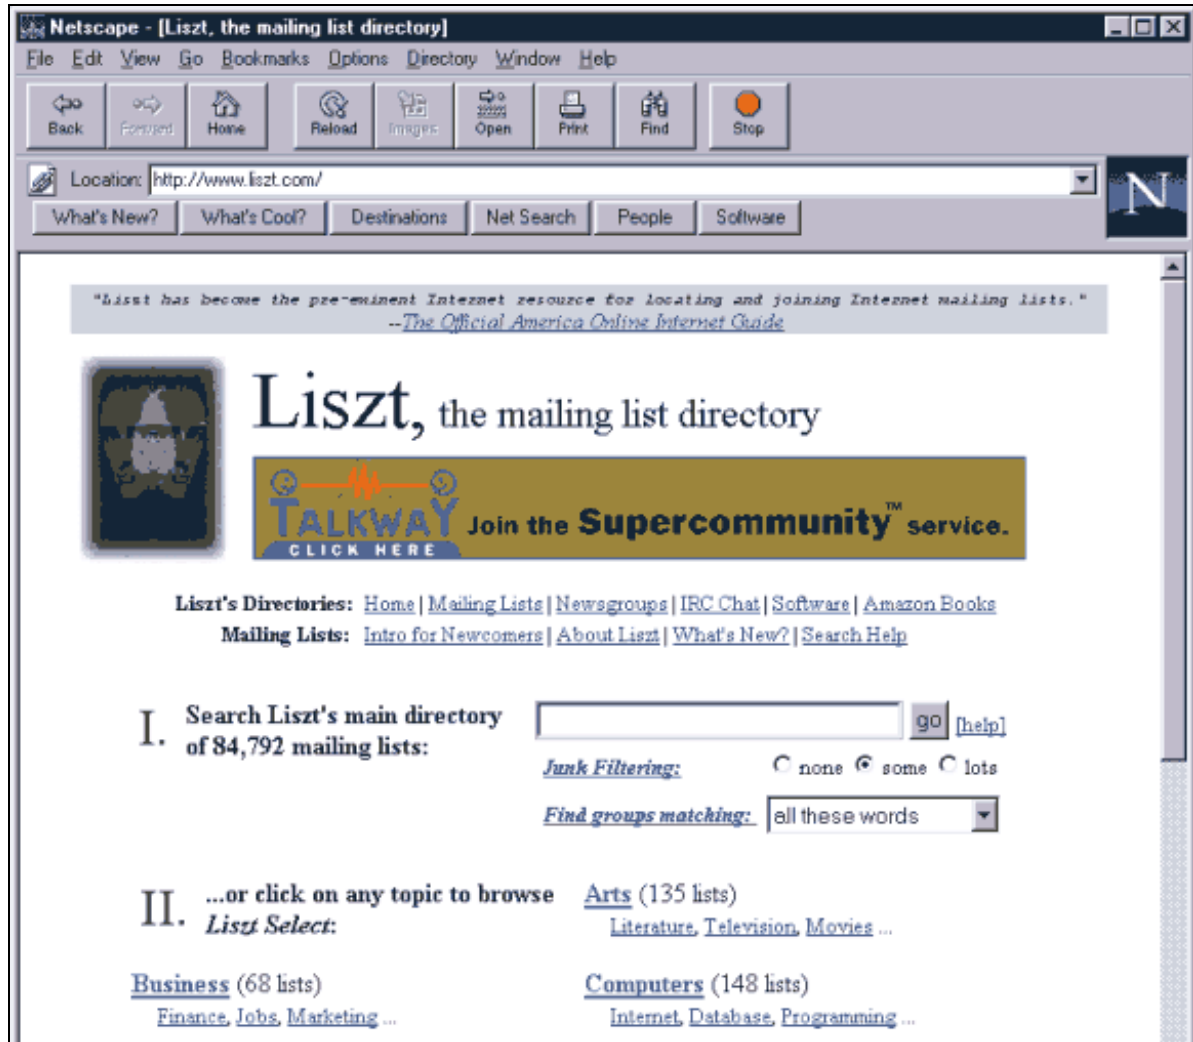 Netscape - [Liszt, the mailing list directory]
File Edit View Go Bookmarks Options Directory Window Help
Back Forward Home Reload Images Open Print Find Stop
Location: http://www.liszt.com/
N
What's New? What's Cool? Destinations Net Search People Software
"Liszt has become the pre-eminent Internet resource for locating and joining Internet mailing lists."
--The Official America Online Internet Guide
Liszt, the mailing list directory
TALKWAY Join the Supercommunity™ service.
CLICK HERE
Liszt's Directories: Home | Mailing Lists | Newsgroups | IRC Chat | Software | Amazon Books
Mailing Lists: Intro for Newcomers | About Liszt | What's New? | Search Help
I. Search Liszt's main directory
of 84,792 mailing lists:
go [help]
Junk Filtering: none some lots
Find groups matching: all these words
II. ...or click on any topic to browse
Liszt Select:
Arts (135 lists)
Literature, Television, Movies ...
Business (68 lists)
Finance, Jobs, Marketing ...
Computers (148 lists)
Internet, Database, Programming ...